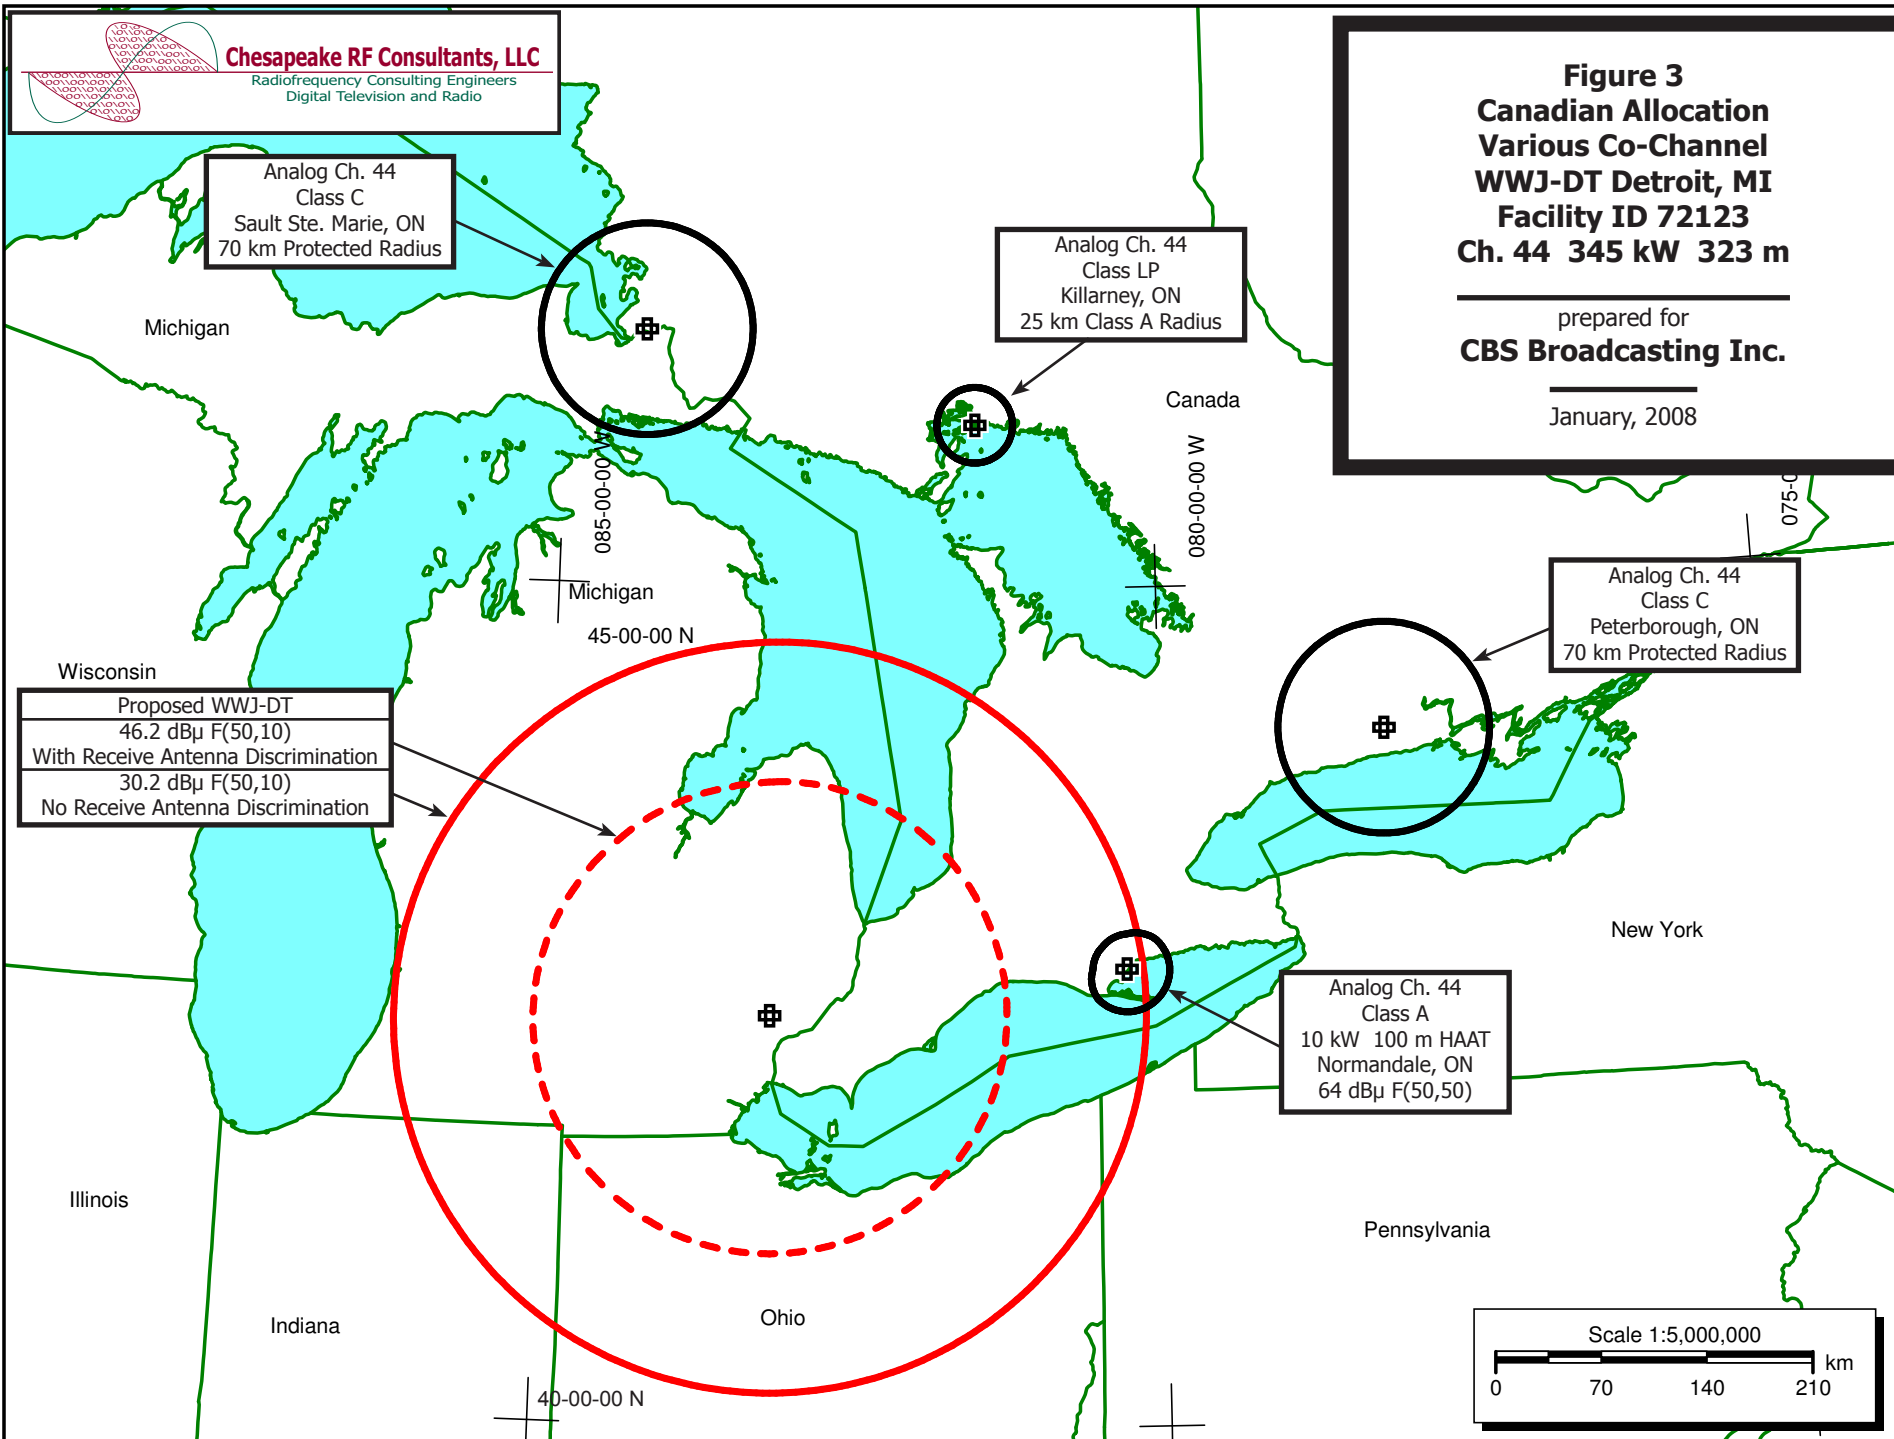 Chesapeake RF Consultants, LLC
Radiofrequency Consulting Engineers
Digital Television and Radio
Figure 3
Canadian Allocation
Various Co-Channel
WWJ-DT Detroit, MI
Facility ID 72123
Ch. 44 345 kW 323 m
prepared for
CBS Broadcasting Inc.
January, 2008
Analog Ch. 44
Class C
Sault Ste. Marie, ON
70 km Protected Radius
Analog Ch. 44
Class LP
Killarney, ON
25 km Class A Radius
Michigan
Canada
085-00-00 W
080-00-00 W
075-0
Analog Ch. 44
Class C
Peterborough, ON
70 km Protected Radius
Michigan
45-00-00 N
Wisconsin
Proposed WWJ-DT
46.2 dBμ F(50,10)
With Receive Antenna Discrimination
30.2 dBμ F(50,10)
No Receive Antenna Discrimination
New York
Analog Ch. 44
Class A
10 kW 100 m HAAT
Normandale, ON
64 dBμ F(50,50)
Illinois
Pennsylvania
Indiana
Ohio
40-00-00 N
Scale 1:5,000,000
km
0 70 140 210